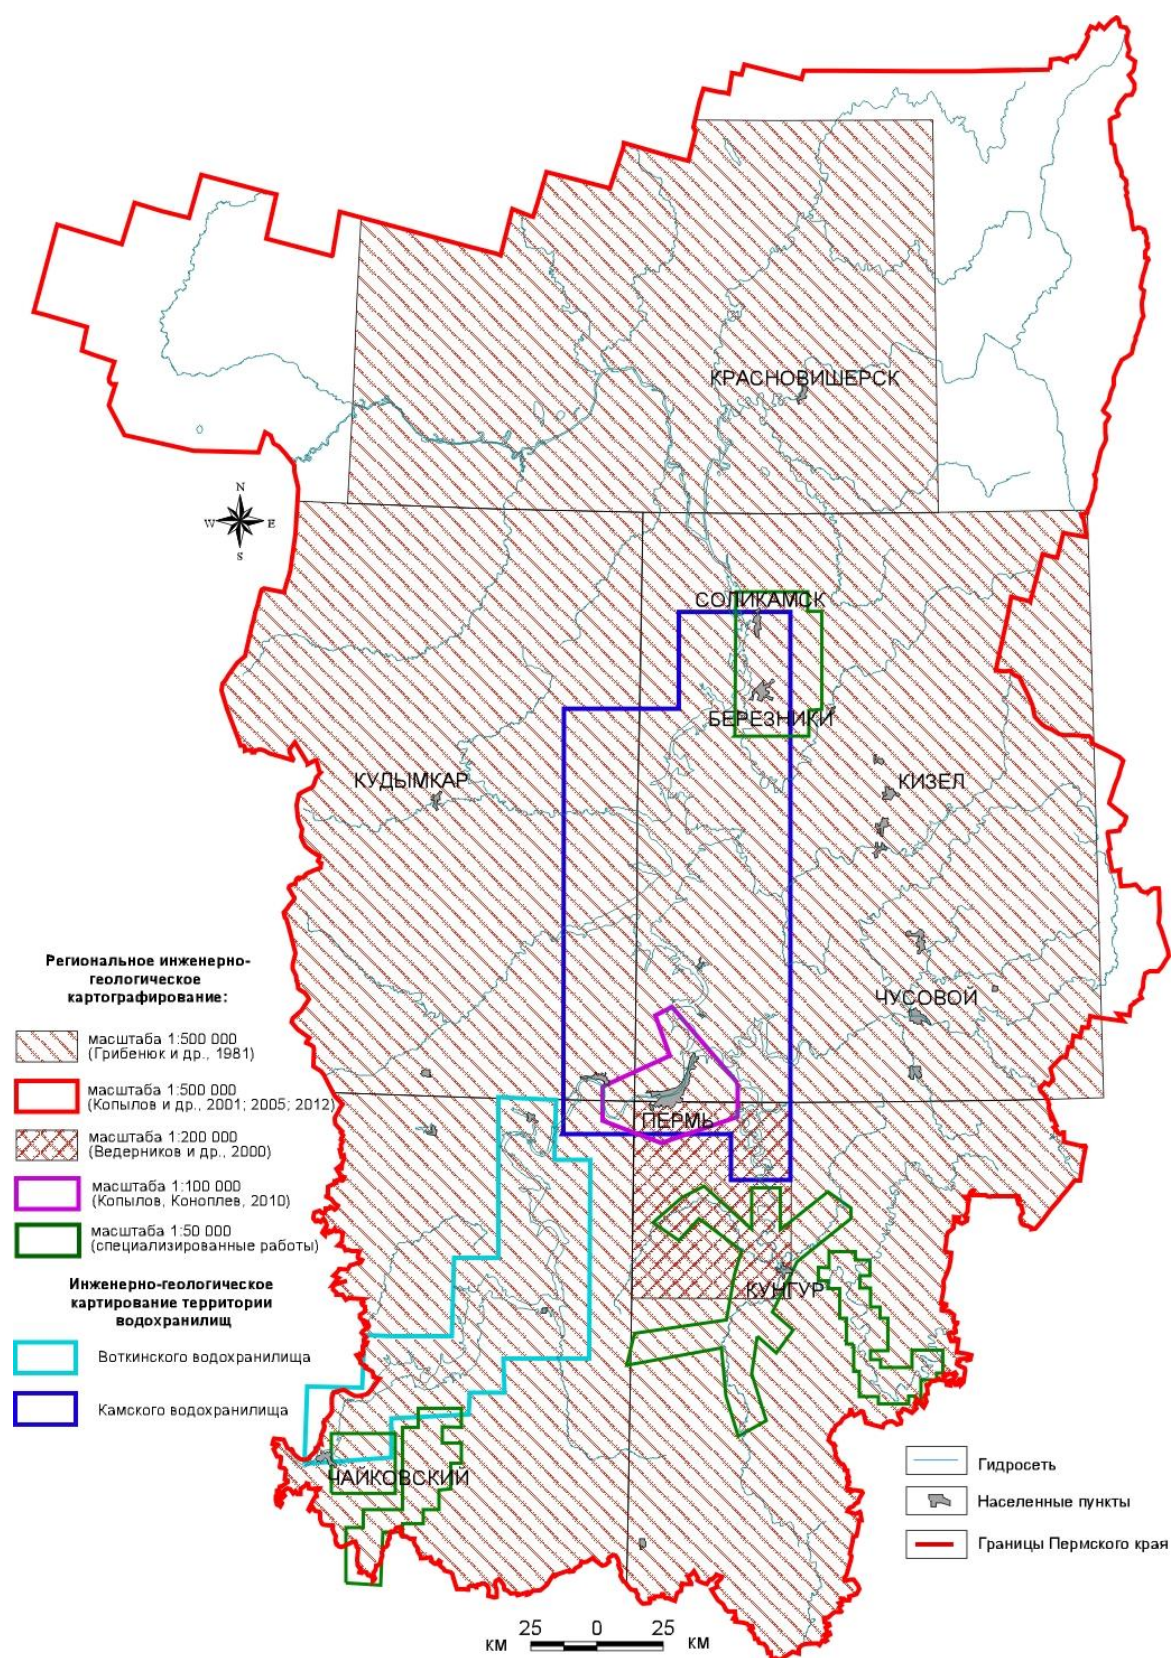 КРАСНОВИШЕРСК
N
W E
S
СОЛИКАМСК
БЕРЕЗНИКИ
КУДЫМКАР
КИЗЕЛ
ЧУСОВОЙ
ПЕРМЬ
КУНГУР
ЧАЙКОВСКИЙ
Региональное инженерно-
геологическое
картографирование:
масштаба 1:500 000
(Грибенюк и др., 1981)
масштаба 1:500 000
(Копылов и др., 2001; 2005; 2012)
масштаба 1:200 000
(Ведерников и др., 2000)
масштаба 1:100 000
(Копылов, Коноплев, 2010)
масштаба 1:50 000
(специализированные работы)
Инженерно-геологическое
картирование территории
водохранилищ
Воткинского водохранилища
Камского водохранилища
Гидросеть
Населенные пункты
Границы Пермского края
25 0 25
км км